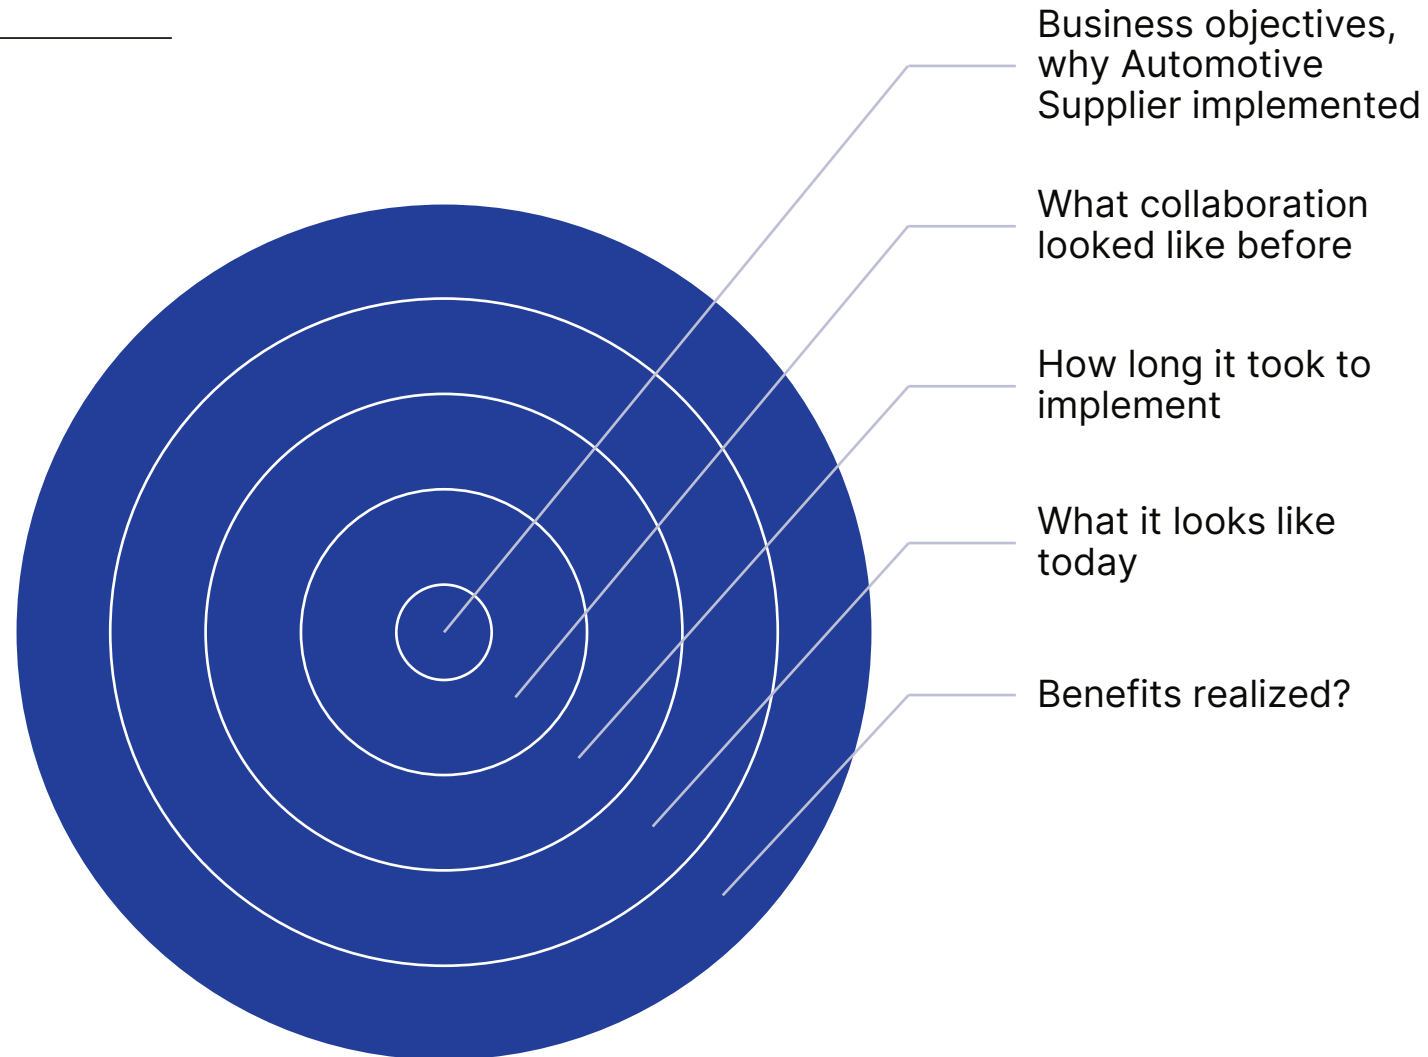 Business objectives,
why Automotive
Supplier implemented
What collaboration
looked like before
How long it took to
implement
What it looks like
today
Benefits realized?